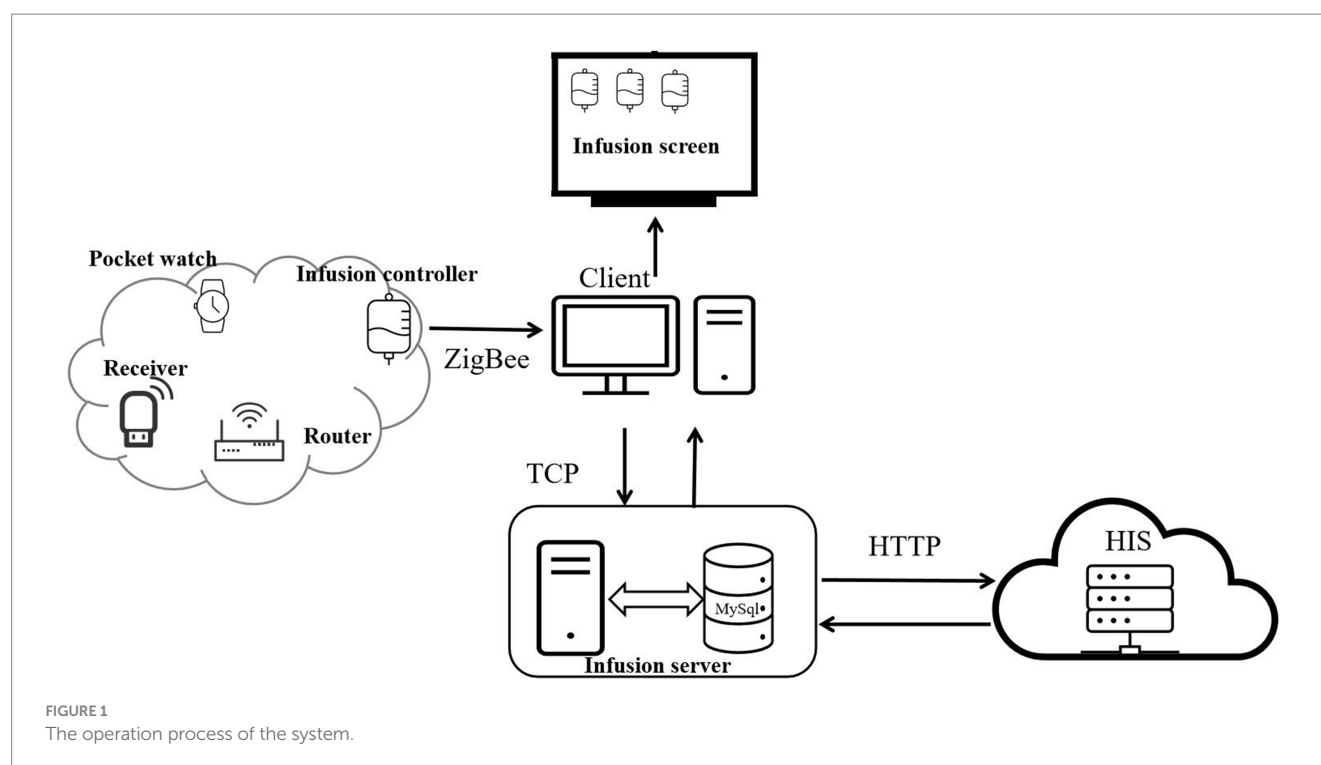 Infusion screen
Pocket watch
Infusion controller
Client
ZigBee
Receiver
Router
TCP
HTTP
HIS
MySql
Infusion server
FIGURE 1
The operation process of the system.